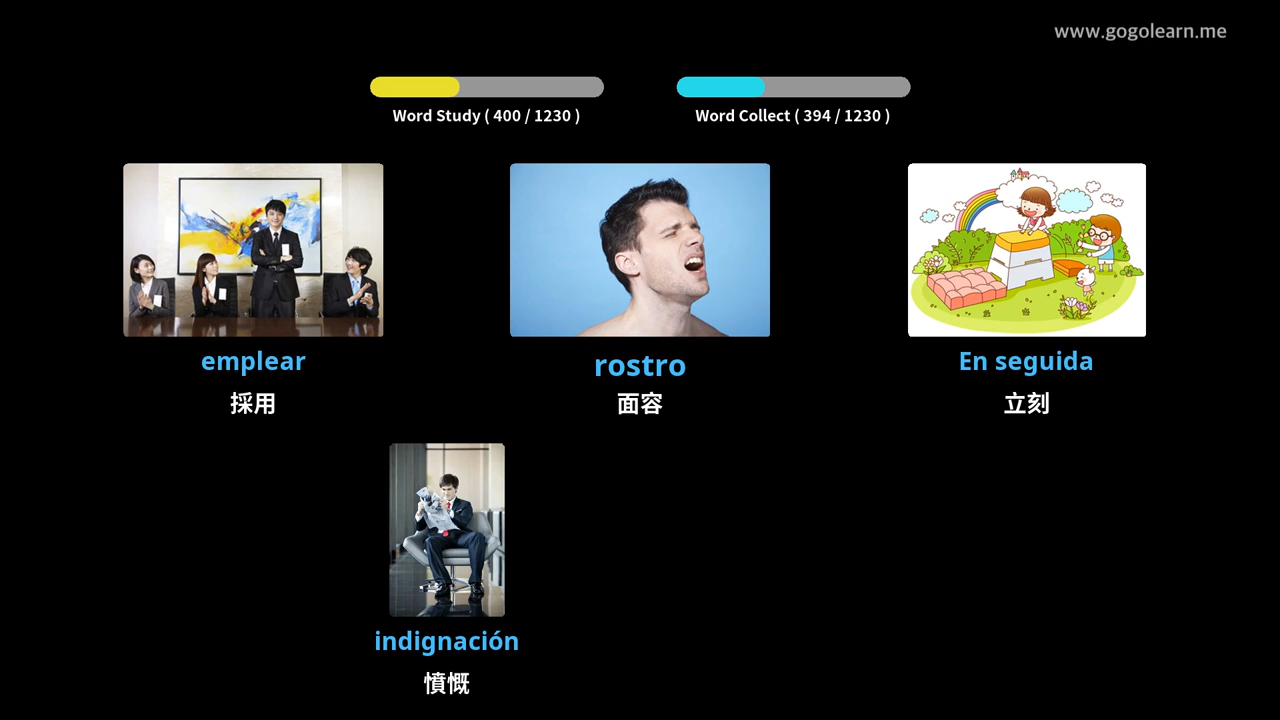 www.gogolearn.me
Word Study ( 400 / 1230 )
Word Collect ( 394 / 1230 )
emplear
採用
rostro
面容
En seguida
立刻
indignación
憤慨